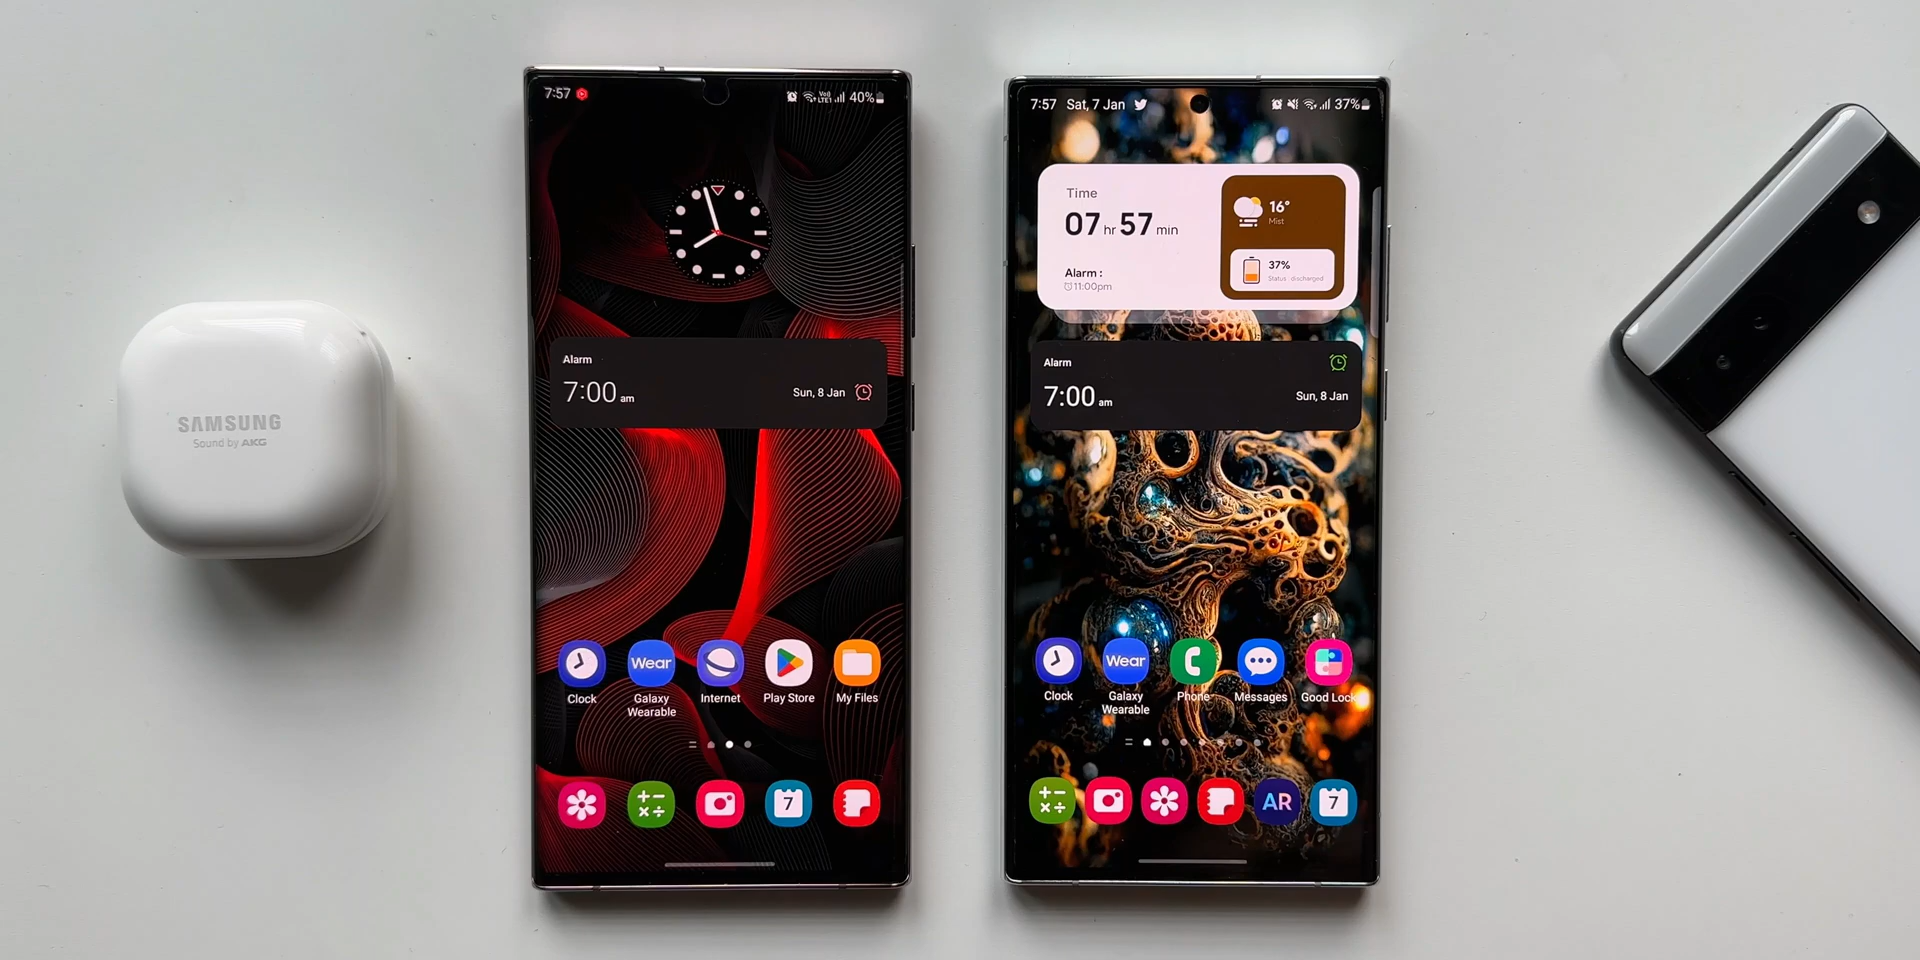 SAMSUNG
Sound by AKG
7:57
40%
Alarm
7:00 am
Sun, 8 Jan
Clock
Wear
Galaxy
Wearable
Internet
Play Store
My Files
7
7:57 Sat, 7 Jan
37%
Time
07 hr 57 min
Alarm :
11:00pm
16°
Mist
37%
Status : discharged
Alarm
7:00 am
Sun, 8 Jan
Clock
Wear
Galaxy
Wearable
Phone
Messages
Good Lock
AR
7